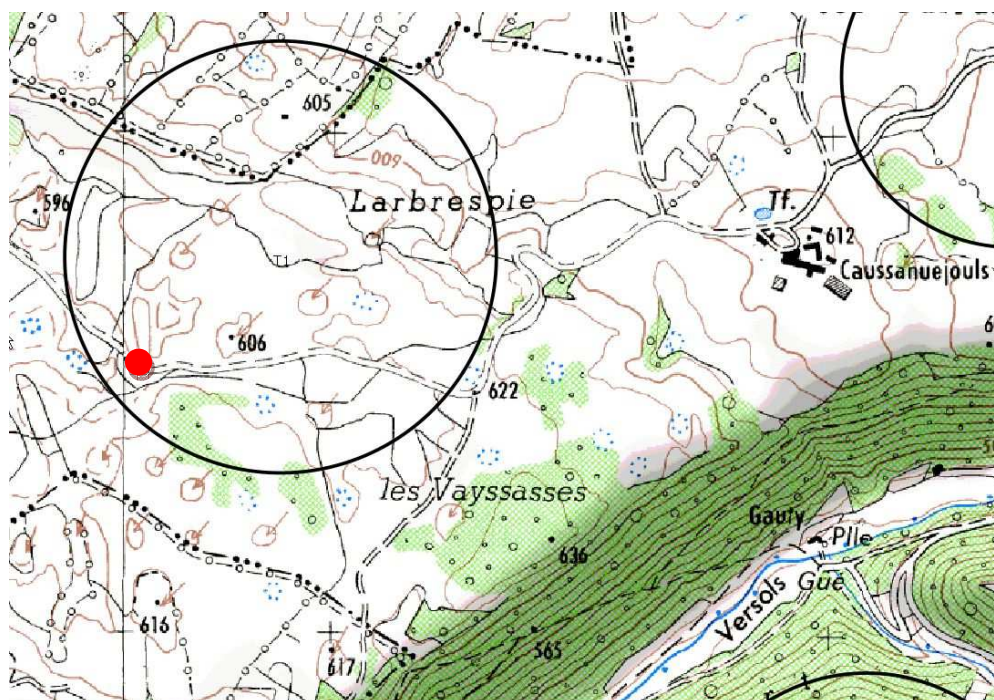 605
600
596
Larbrespie
Tf.
612
T1
Caussanuejouls
606
622
les Vayssasses
Gauty
Plle
636
Gué
Versols
616
565
617